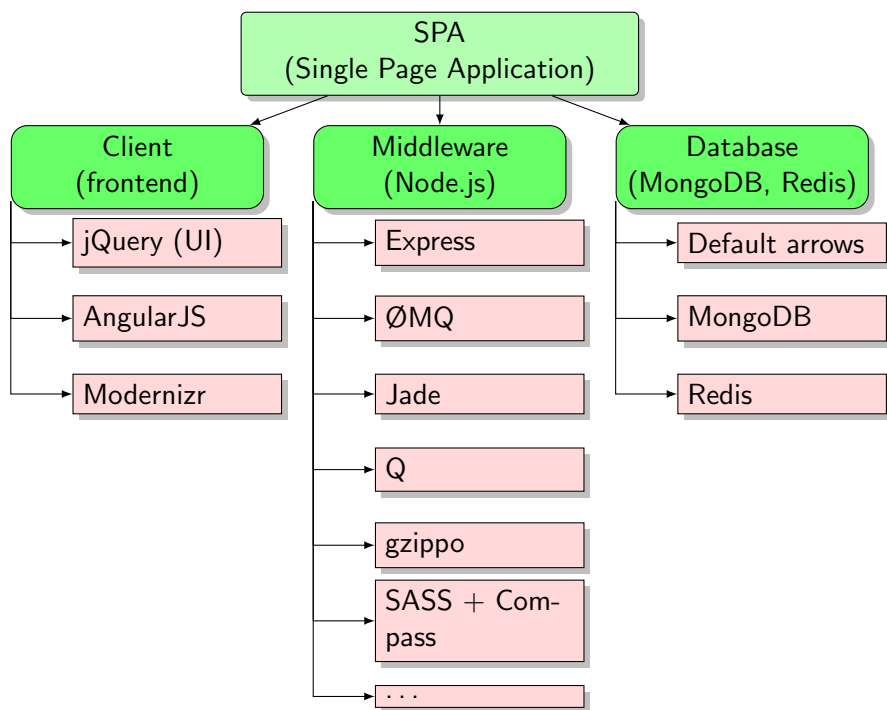 SPA
(Single Page Application)
Client
(frontend)
Middleware
(Node.js)
Database
(MongoDB, Redis)
jQuery (UI)
AngularJS
Modernizr
Express
ØMQ
Jade
Q
gzippo
SASS + Com-
pass
...
Default arrows
MongoDB
Redis